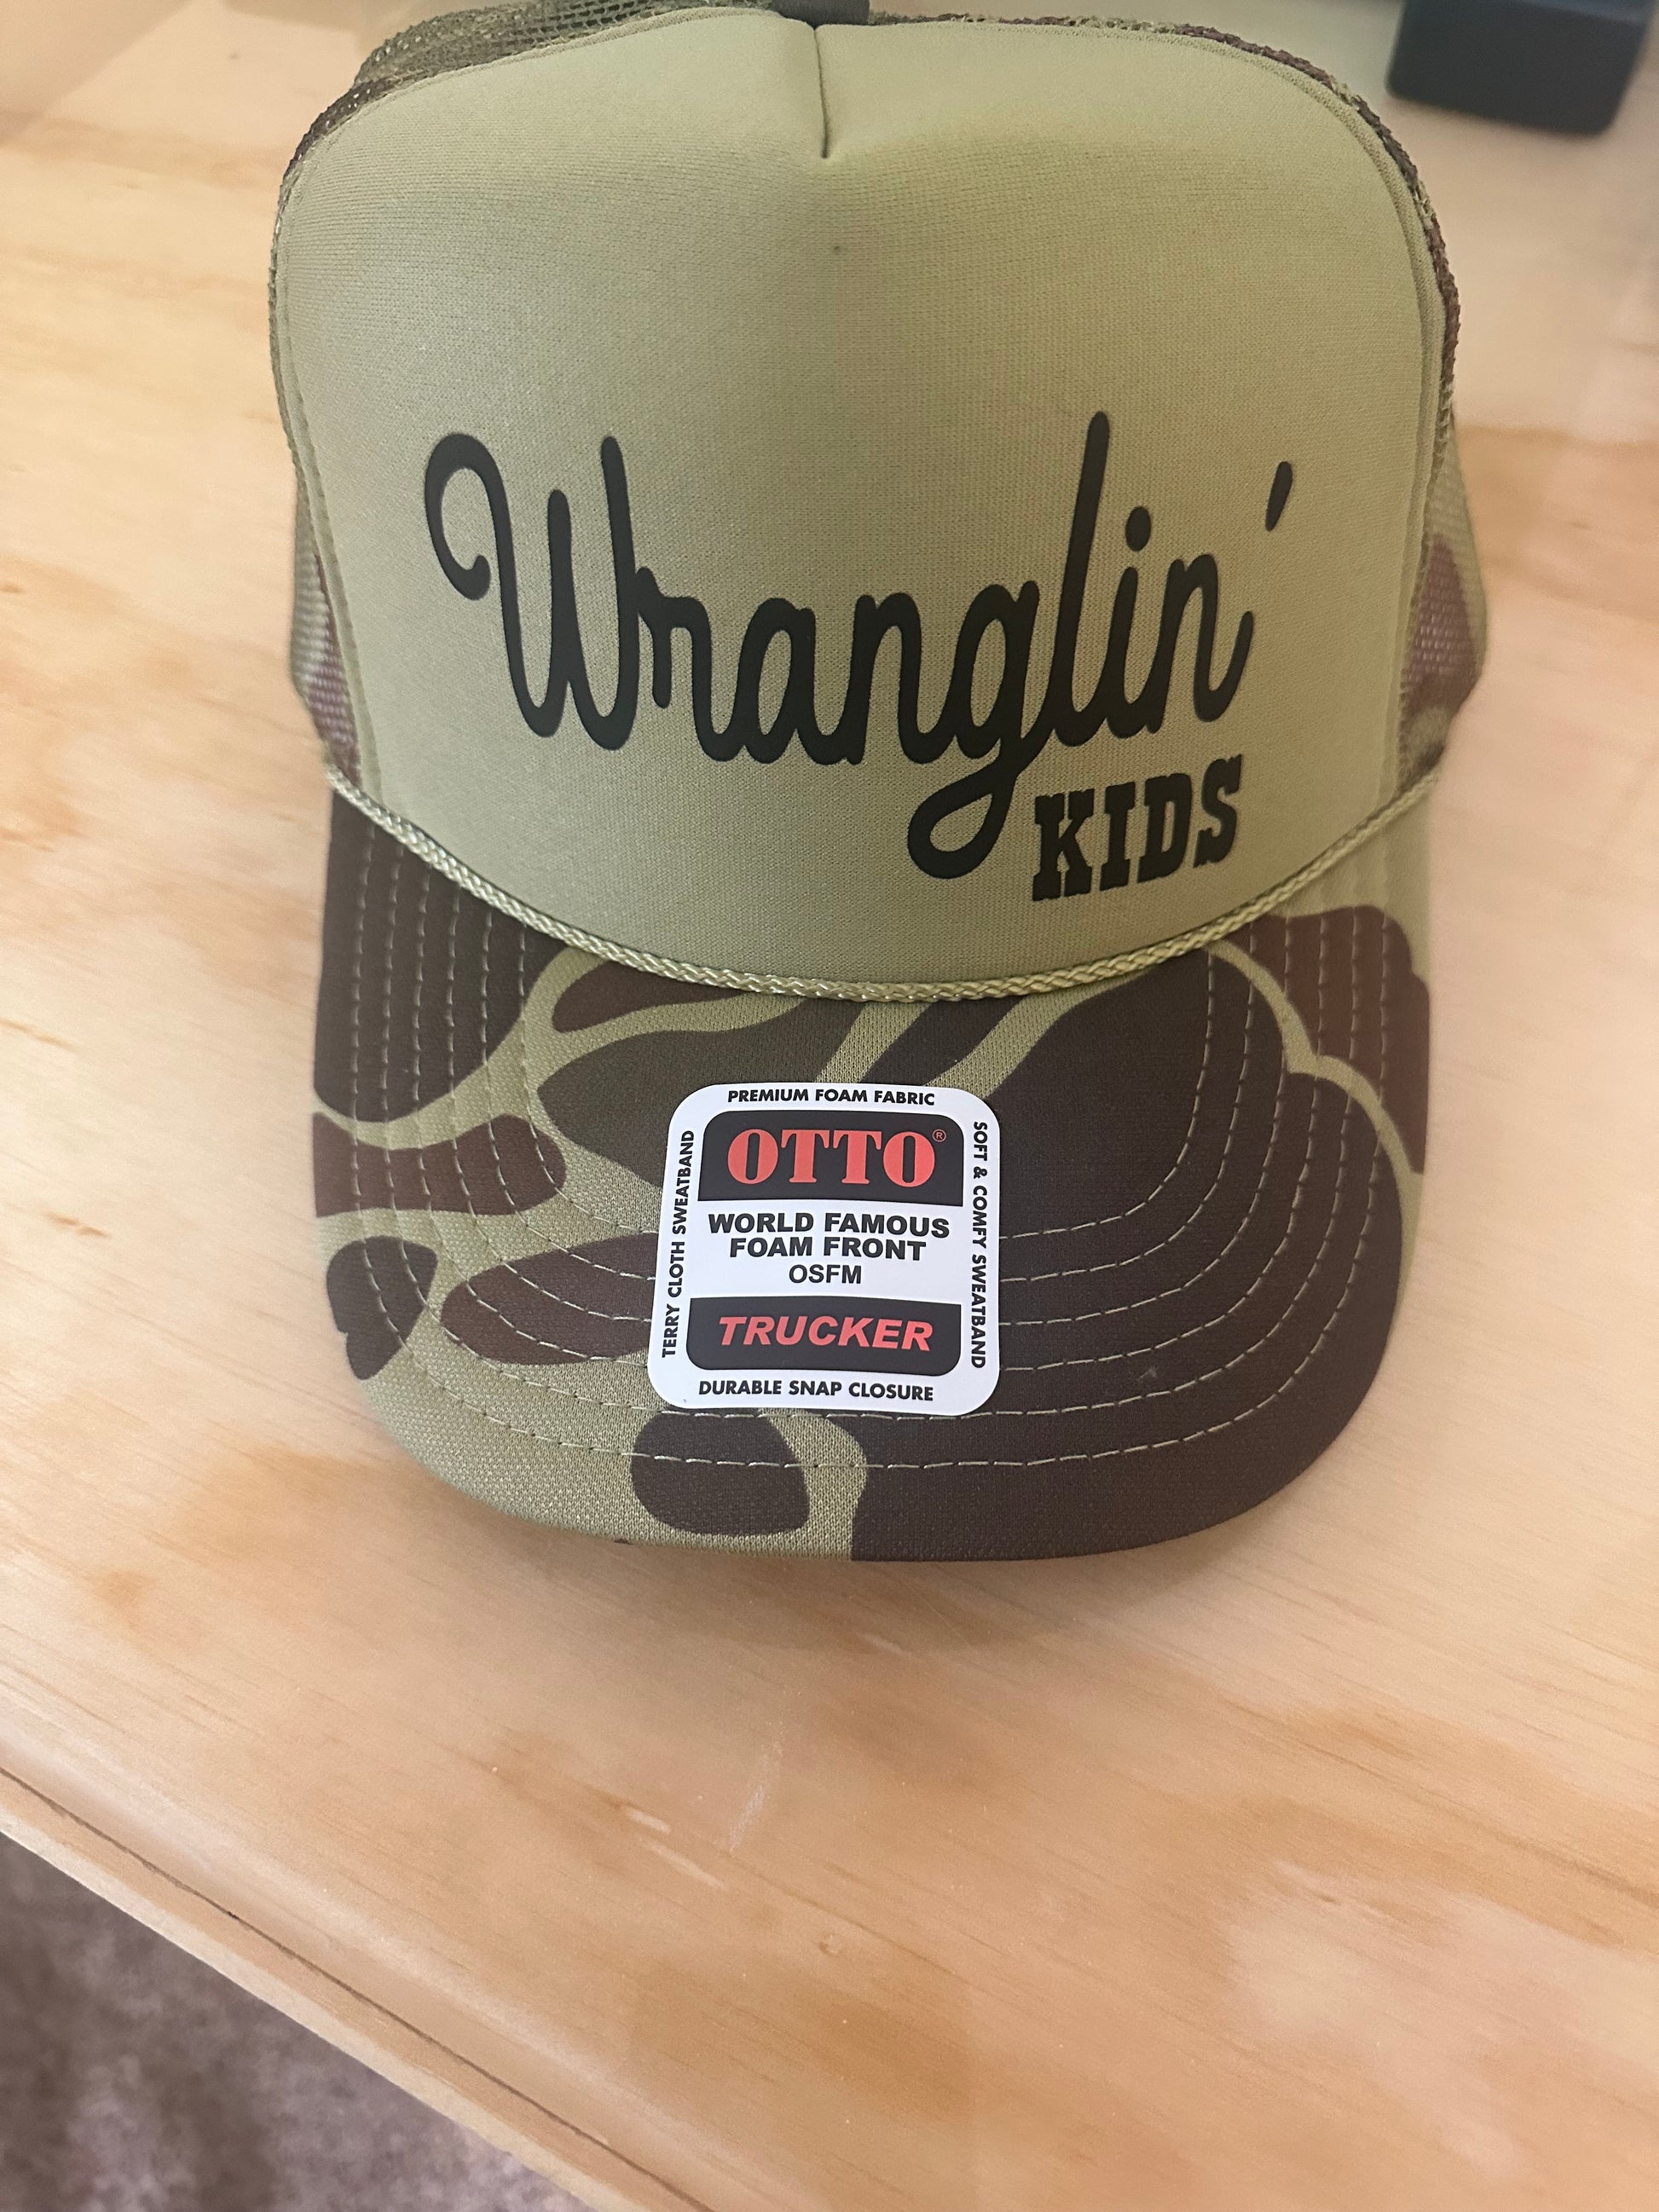 Wranglin'
KIDS
PREMIUM FOAM FABRIC
OTTO®
WORLD FAMOUS
FOAM FRONT
OSFM
TRUCKER
DURABLE SNAP CLOSURE
TERRY CLOTH SWEATBAND
SOFT & COMFY SWEATBAND